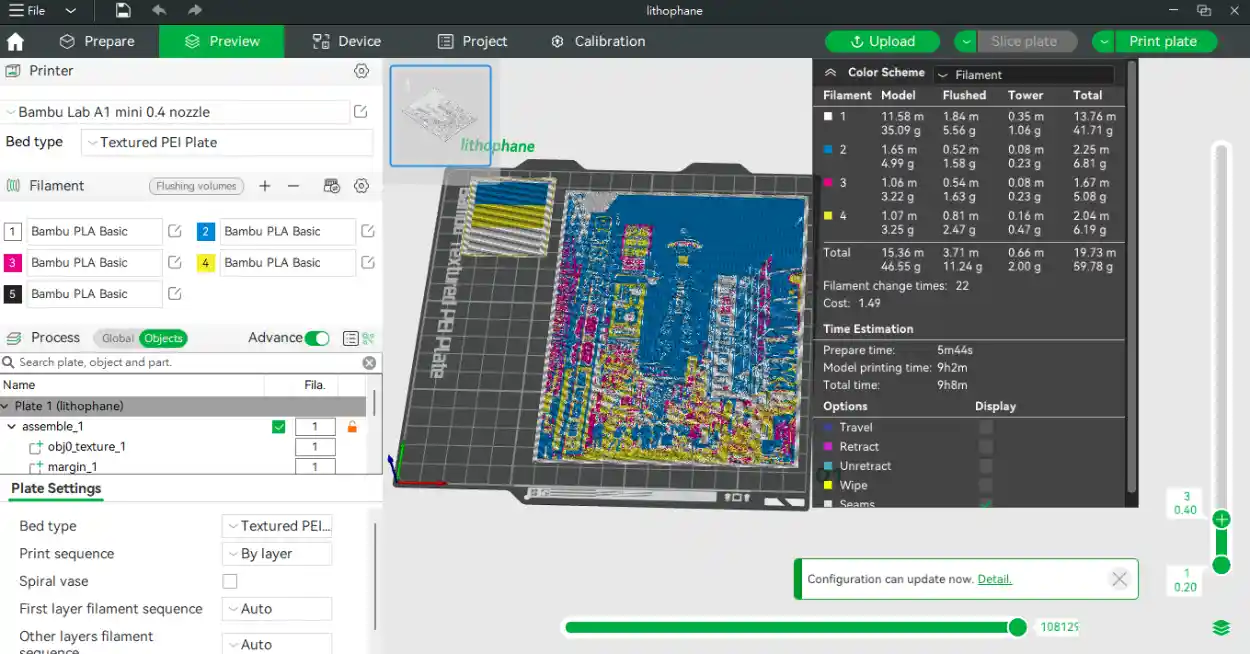 File
lithophane
Prepare
Preview
Device
Project
Calibration
Upload
Slice plate
Print plate
Printer
Bambu Lab A1 mini 0.4 nozzle
Bed type
Textured PEI Plate
Filament
Flushing volumes
1 Bambu PLA Basic
2 Bambu PLA Basic
3 Bambu PLA Basic
4 Bambu PLA Basic
5 Bambu PLA Basic
Process
Global
Objects
Advance
Search plate, object and part.
Name
Fila.
Plate 1 (lithophane)
assemble_1
1
obj0_texture_1
1
margin_1
1
Plate Settings
Bed type
Textured PEI...
Print sequence
By layer
Spiral vase
First layer filament sequence
Auto
Other layers filament
sequence
Auto
lithophane
Color Scheme
Filament
Filament Model Flushed Tower Total
1 11.58 m 1.84 m 0.35 m 13.76 m
35.09 g 5.56 g 1.06 g 41.71 g
2 1.65 m 0.52 m 0.08 m 2.25 m
4.99 g 1.58 g 0.23 g 6.81 g
3 1.06 m 0.54 m 0.08 m 1.67 m
3.22 g 1.63 g 0.23 g 5.08 g
4 1.07 m 0.81 m 0.16 m 2.04 m
3.25 g 2.47 g 0.47 g 6.19 g
Total 15.36 m 3.71 m 0.66 m 19.73 m
46.55 g 11.24 g 2.00 g 59.78 g
Filament change times: 22
Cost: 1.49
Time Estimation
Prepare time: 5m44s
Model printing time: 9h2m
Total time: 9h8m
Options Display
Travel
Retract
Unretract
Wipe
Seams
3
0.40
1
0.20
Configuration can update now. Detail.
108129